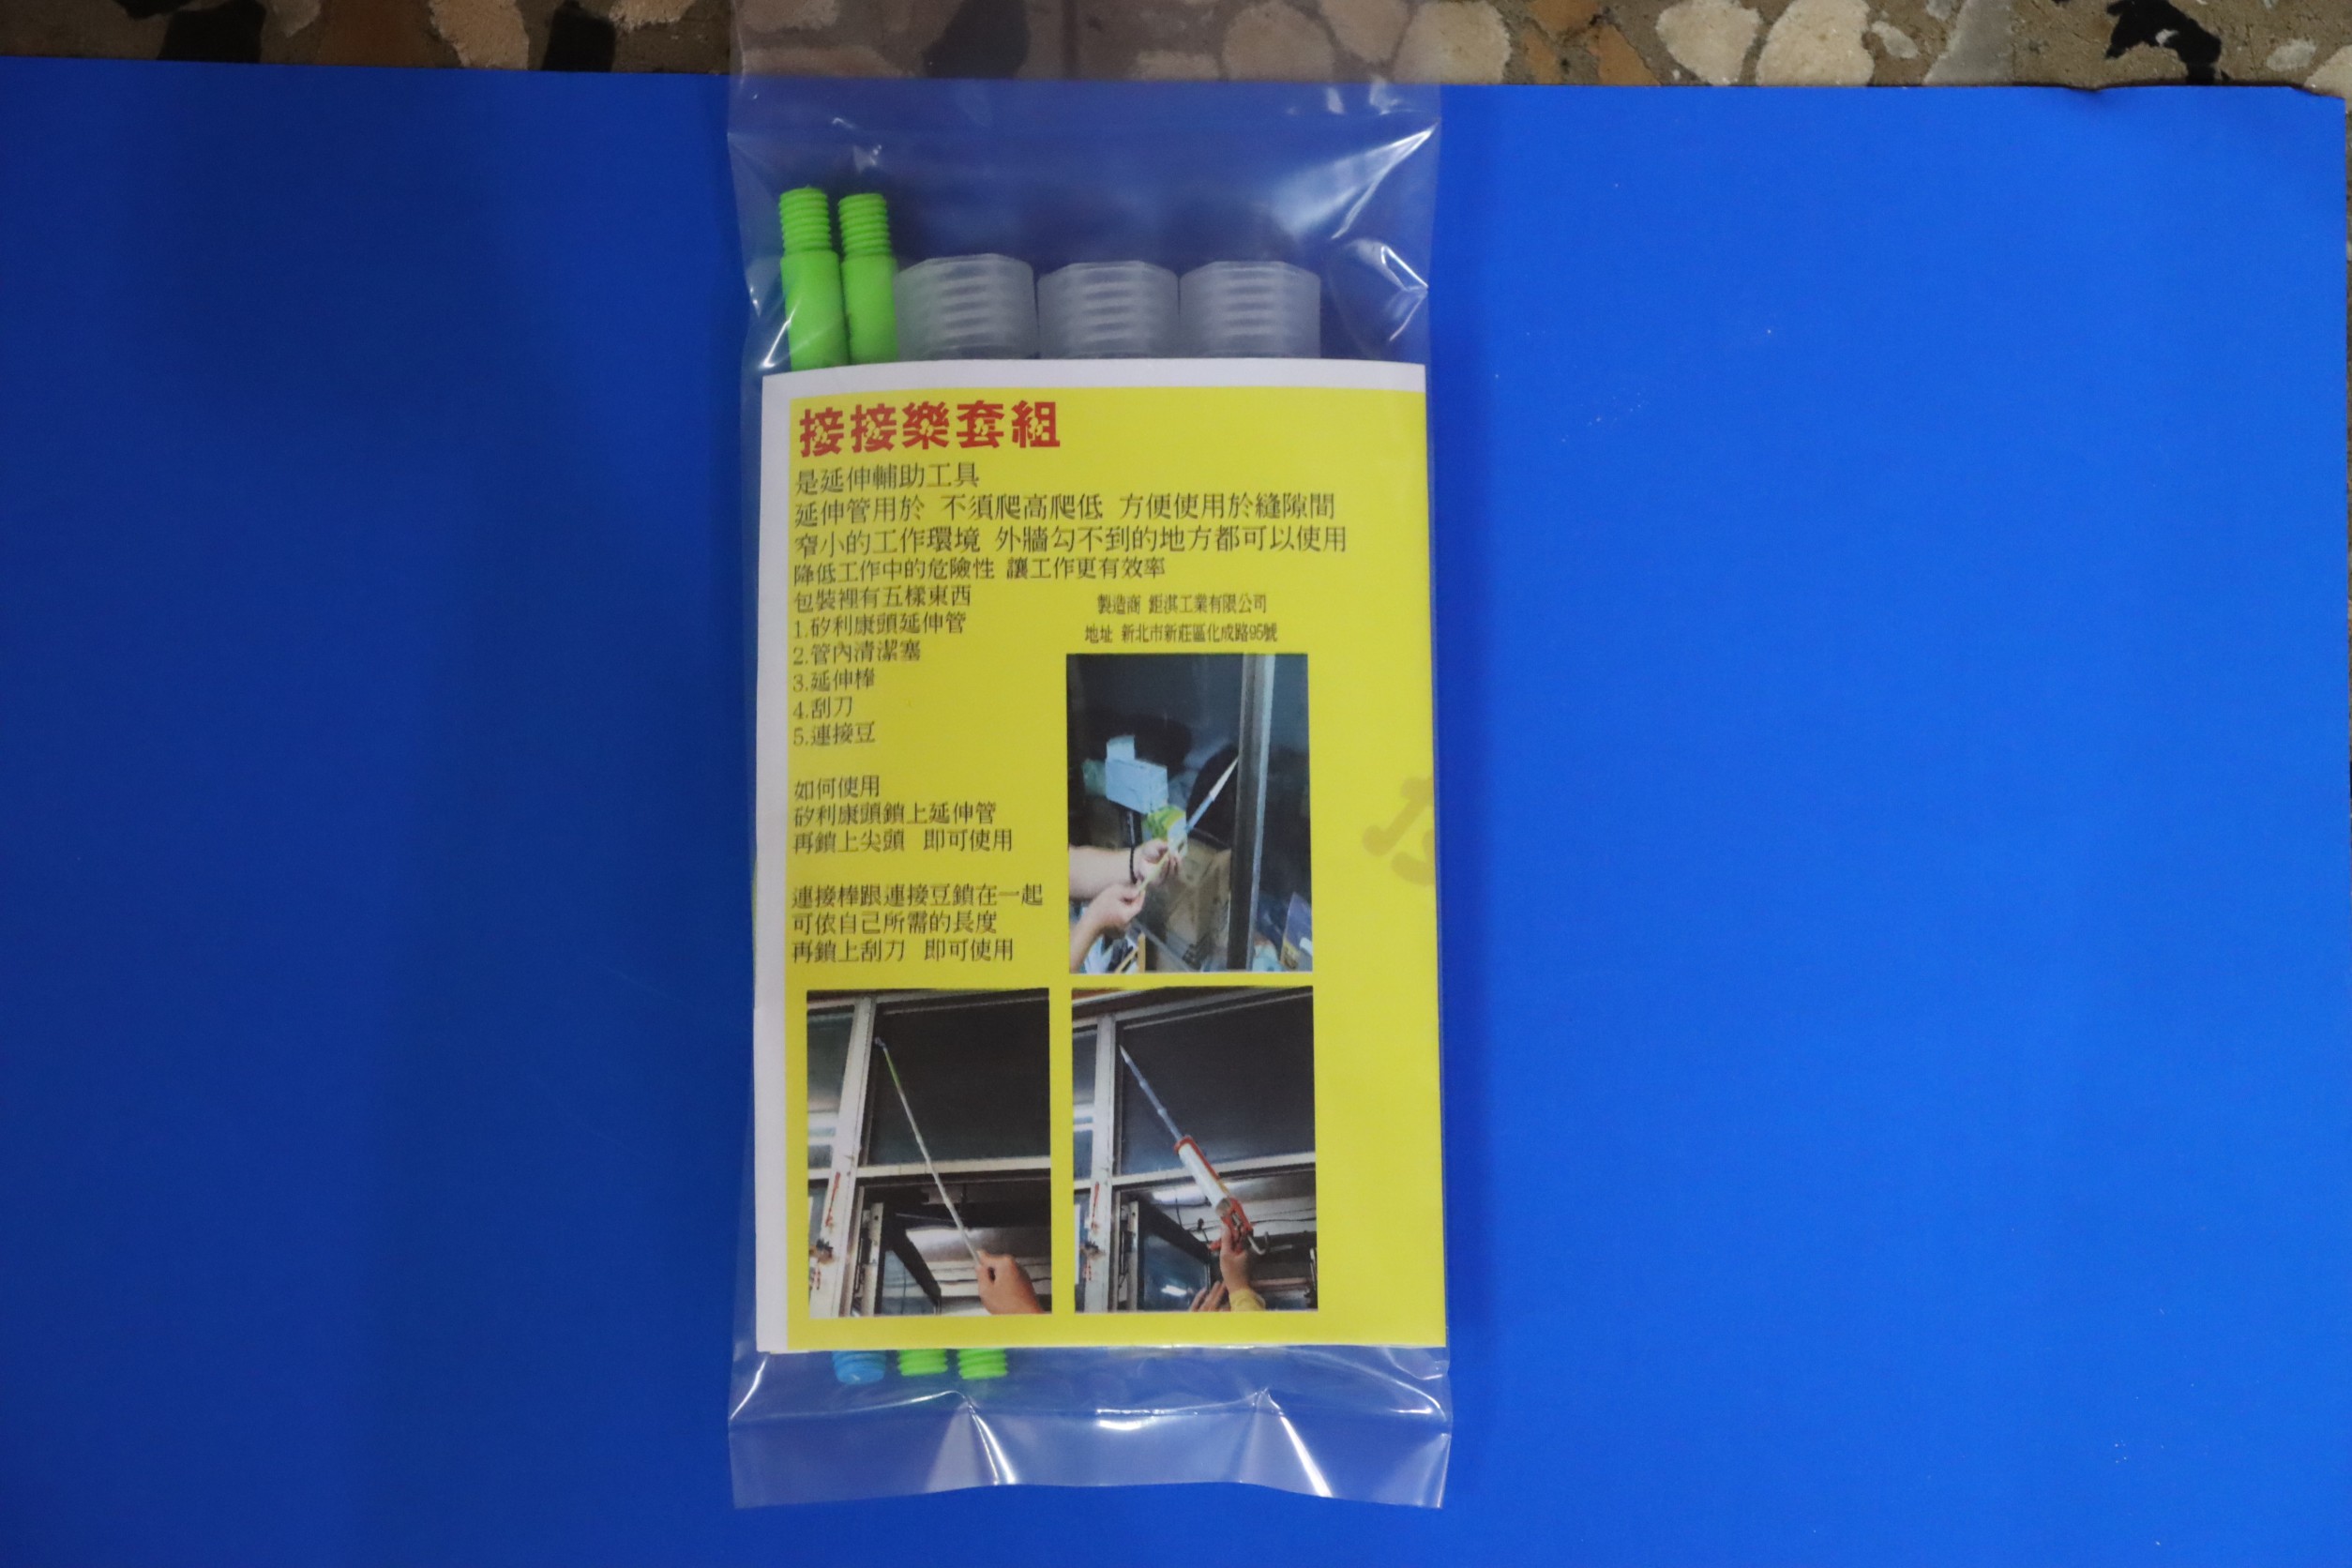 接接樂套組
是延伸輔助工具
延伸管用於 不須爬高爬低 方便使用於縫隙間
窄小的工作環境 外牆勾不到的地方都可以使用
降低工作中的危險性 讓工作更有效率
包裝裡有五樣東西
1.矽利康頭延伸管
2.管內清潔塞
3.延伸棒
4.刮刀
5.連接豆
製造商 鉅淇工業有限公司
地址 新北市新莊區化成路95號
如何使用
矽利康頭鎖上延伸管
再鎖上尖頭 即可使用
連接棒跟連接豆鎖在一起
可依自己所需的長度
再鎖上刮刀 即可使用